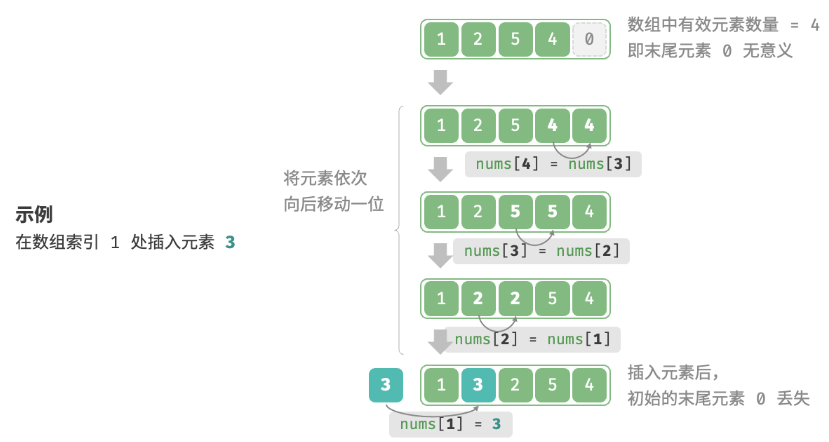 1 2 5 4 0
数组中有效元素数量 = 4
即末尾元素 0 无意义
1 2 5 4 4
nums[4] = nums[3]
将元素依次
向后移动一位
1 2 5 5 4
示例
在数组索引 1 处插入元素 3
nums[3] = nums[2]
1 2 2 5 4
nums[2] = nums[1]
3 1 3 2 5 4
插入元素后，
初始的末尾元素 0 丢失
nums[1] = 3